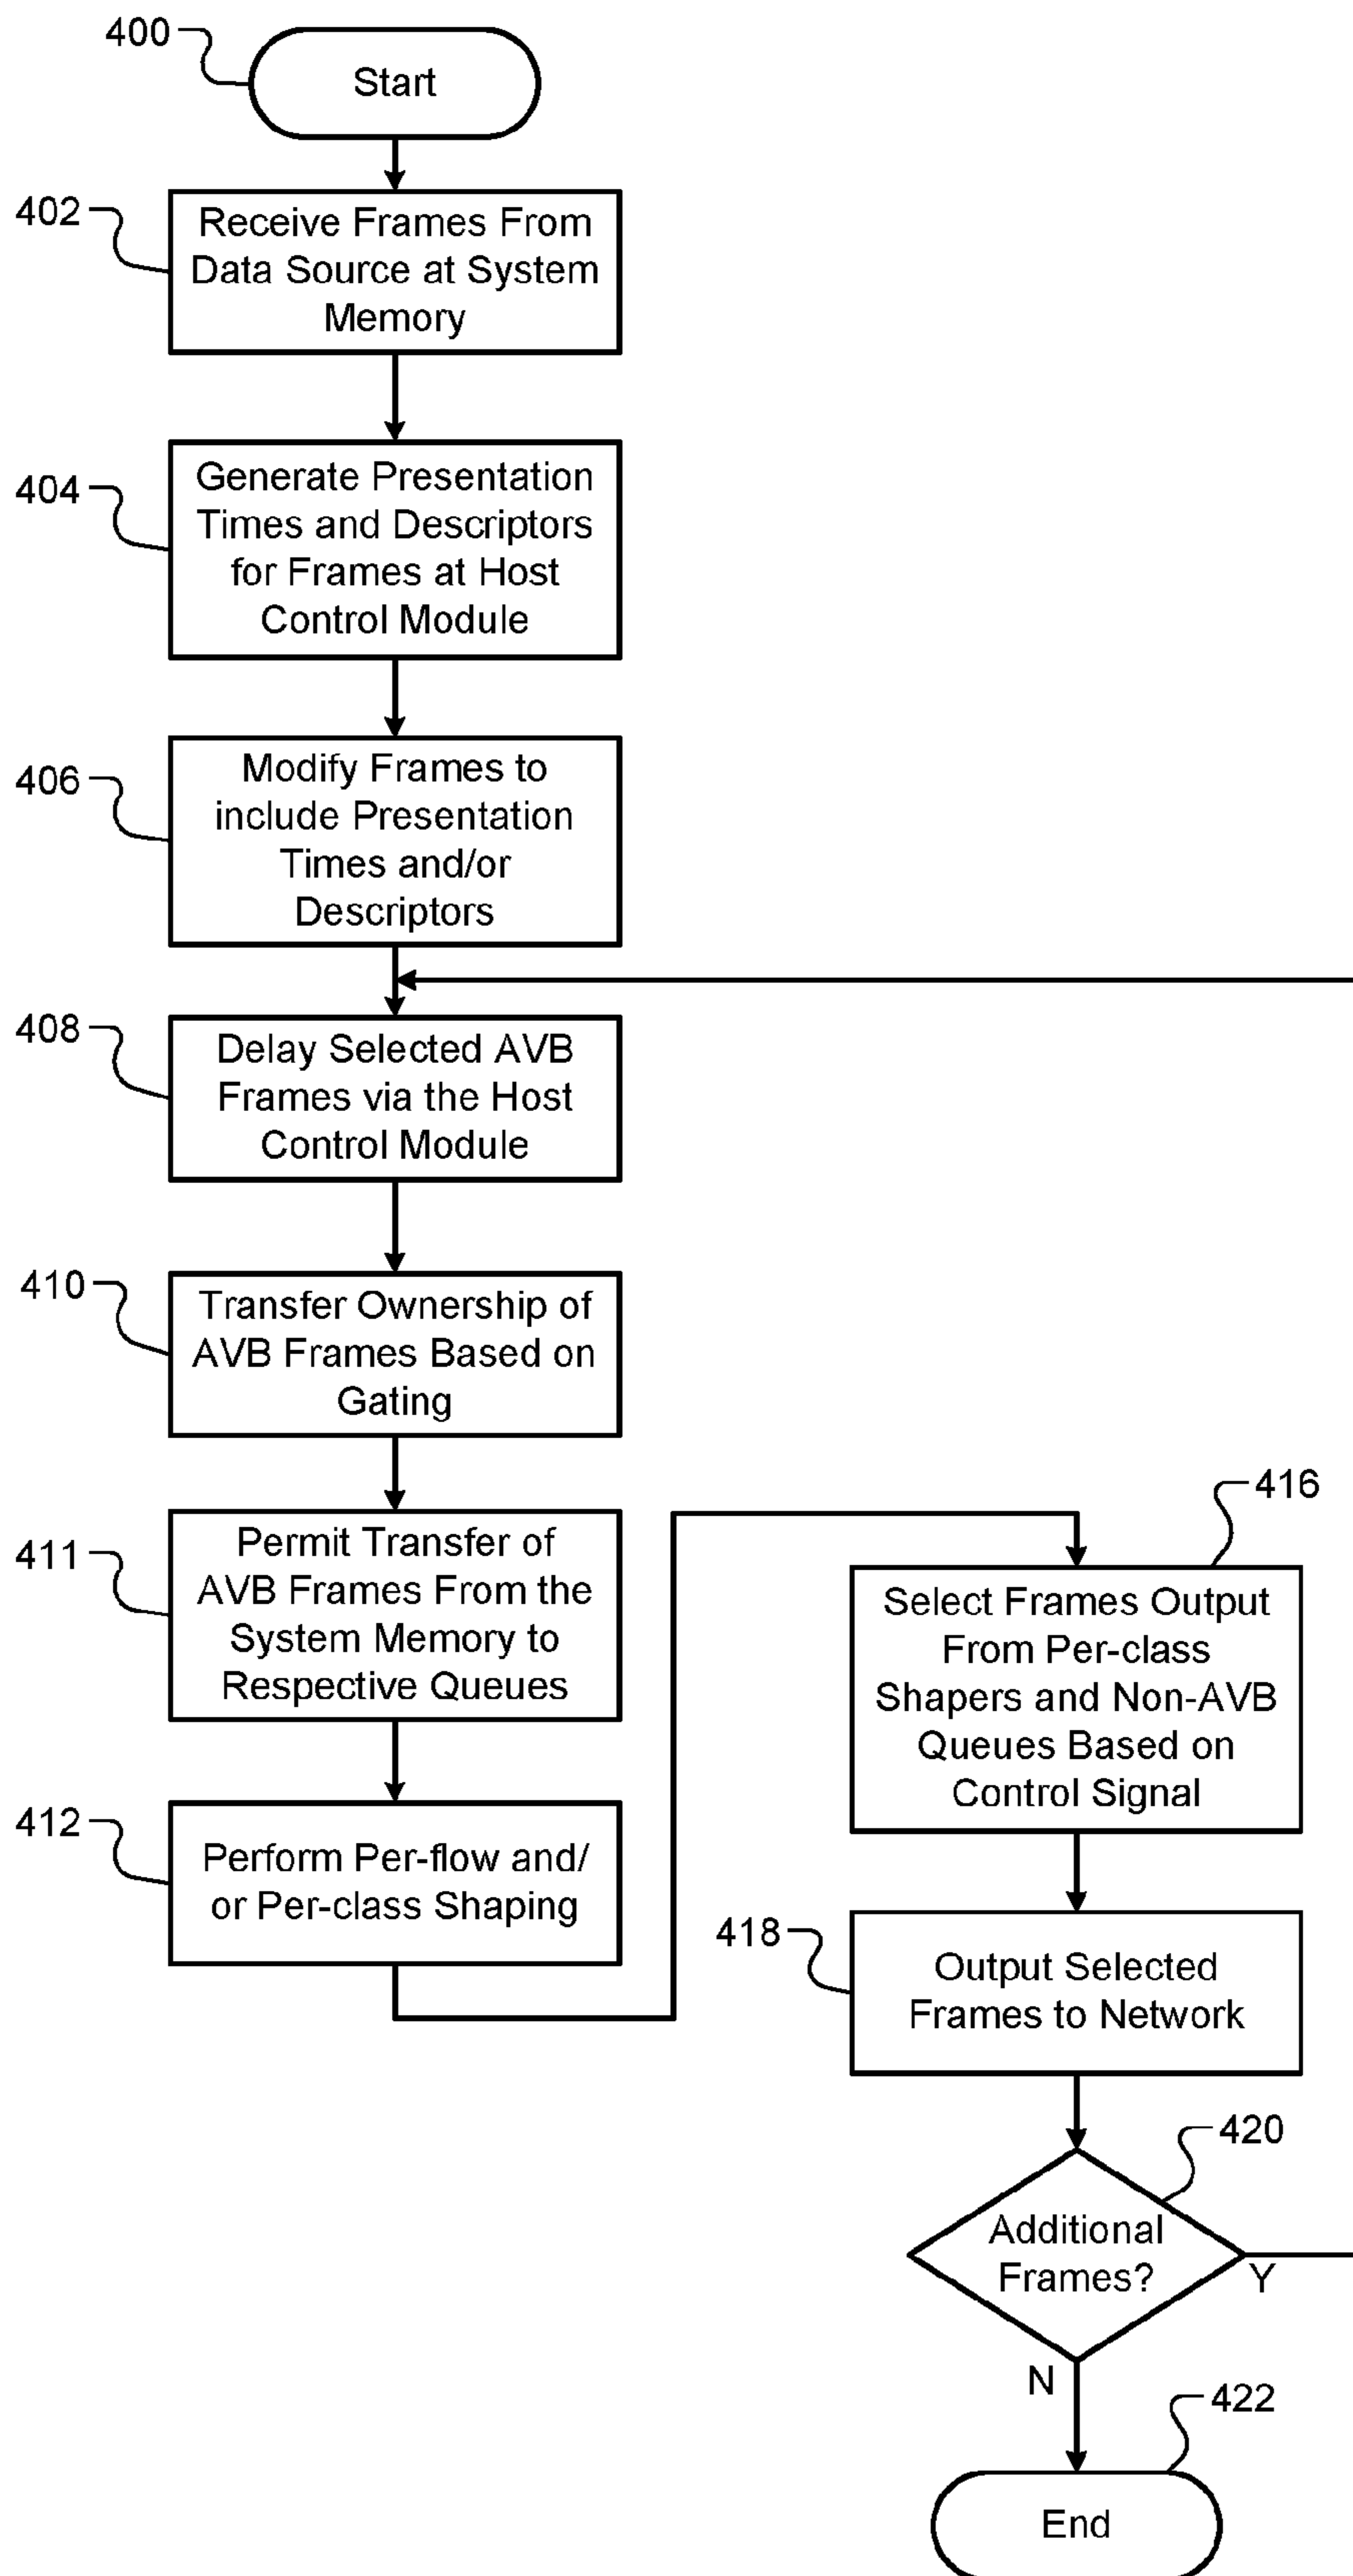 400
Start
402
Receive Frames From
Data Source at System
Memory
404
Generate Presentation
Times and Descriptors
for Frames at Host
Control Module
406
Modify Frames to
include Presentation
Times and/or
Descriptors
408
Delay Selected AVB
Frames via the Host
Control Module
410
Transfer Ownership of
AVB Frames Based on
Gating
411
Permit Transfer of
AVB Frames From the
System Memory to
Respective Queues
412
Perform Per-flow and/
or Per-class Shaping
416
Select Frames Output
From Per-class
Shapers and Non-AVB
Queues Based on
Control Signal
418
Output Selected
Frames to Network
420
Additional
Frames?
Y
N
422
End